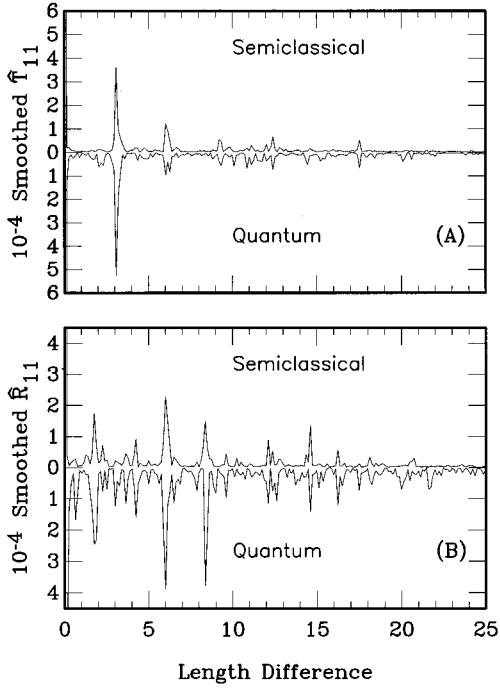 6
5
4
3
2
1
0
1
2
3
4
5
6
10⁻⁴ Smoothed T̂₁₁
Semiclassical
Quantum
(A)
4
3
2
1
0
1
2
3
4
10⁻⁴ Smoothed R̂₁₁
Semiclassical
Quantum
(B)
0 5 10 15 20 25
Length Difference